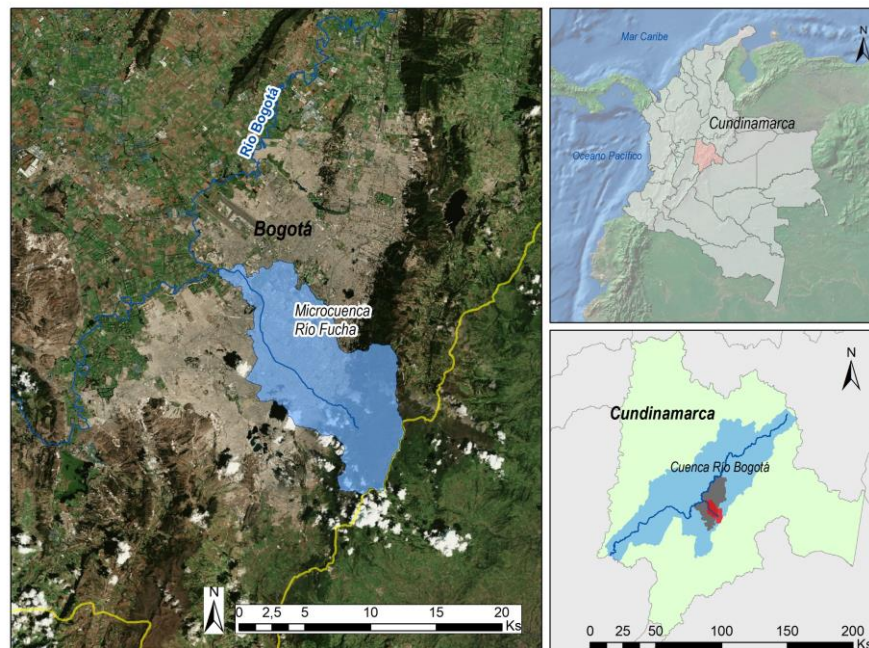 Río Bogotá
Bogotá
Microcuenca
Río Fucha
N
0 2,5 5 10 15 20
Ks
N
Mar Caribe
Cundinamarca
Oceano Pacífico
N
Cundinamarca
Cuenca Río Bogotá
0 25 50 100 150 200
Ks